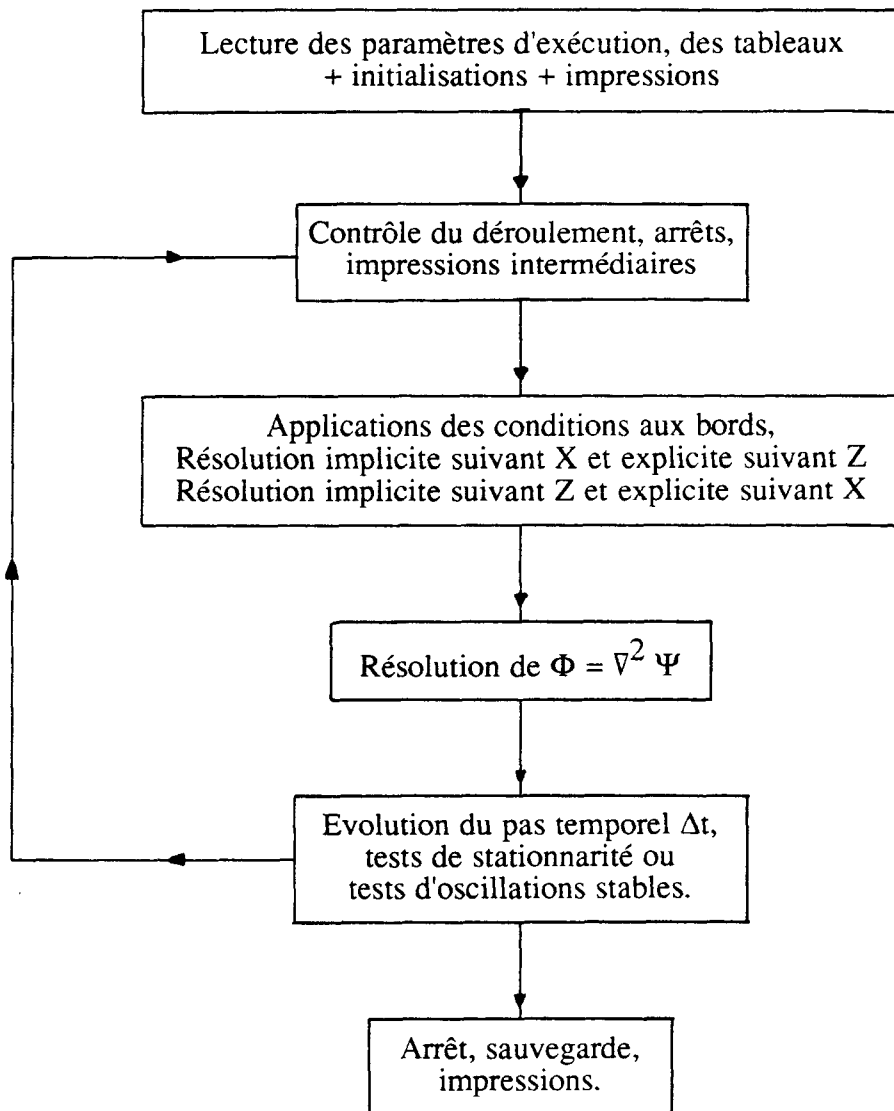 Lecture des paramètres d'exécution, des tableaux
+ initialisations + impressions
Contrôle du déroulement, arrêts,
impressions intermédiaires
Applications des conditions aux bords,
Résolution implicite suivant X et explicite suivant Z
Résolution implicite suivant Z et explicite suivant X
Résolution de Φ = ∇² Ψ
Evolution du pas temporel Δt,
tests de stationnarité ou
tests d'oscillations stables.
Arrêt, sauvegarde,
impressions.